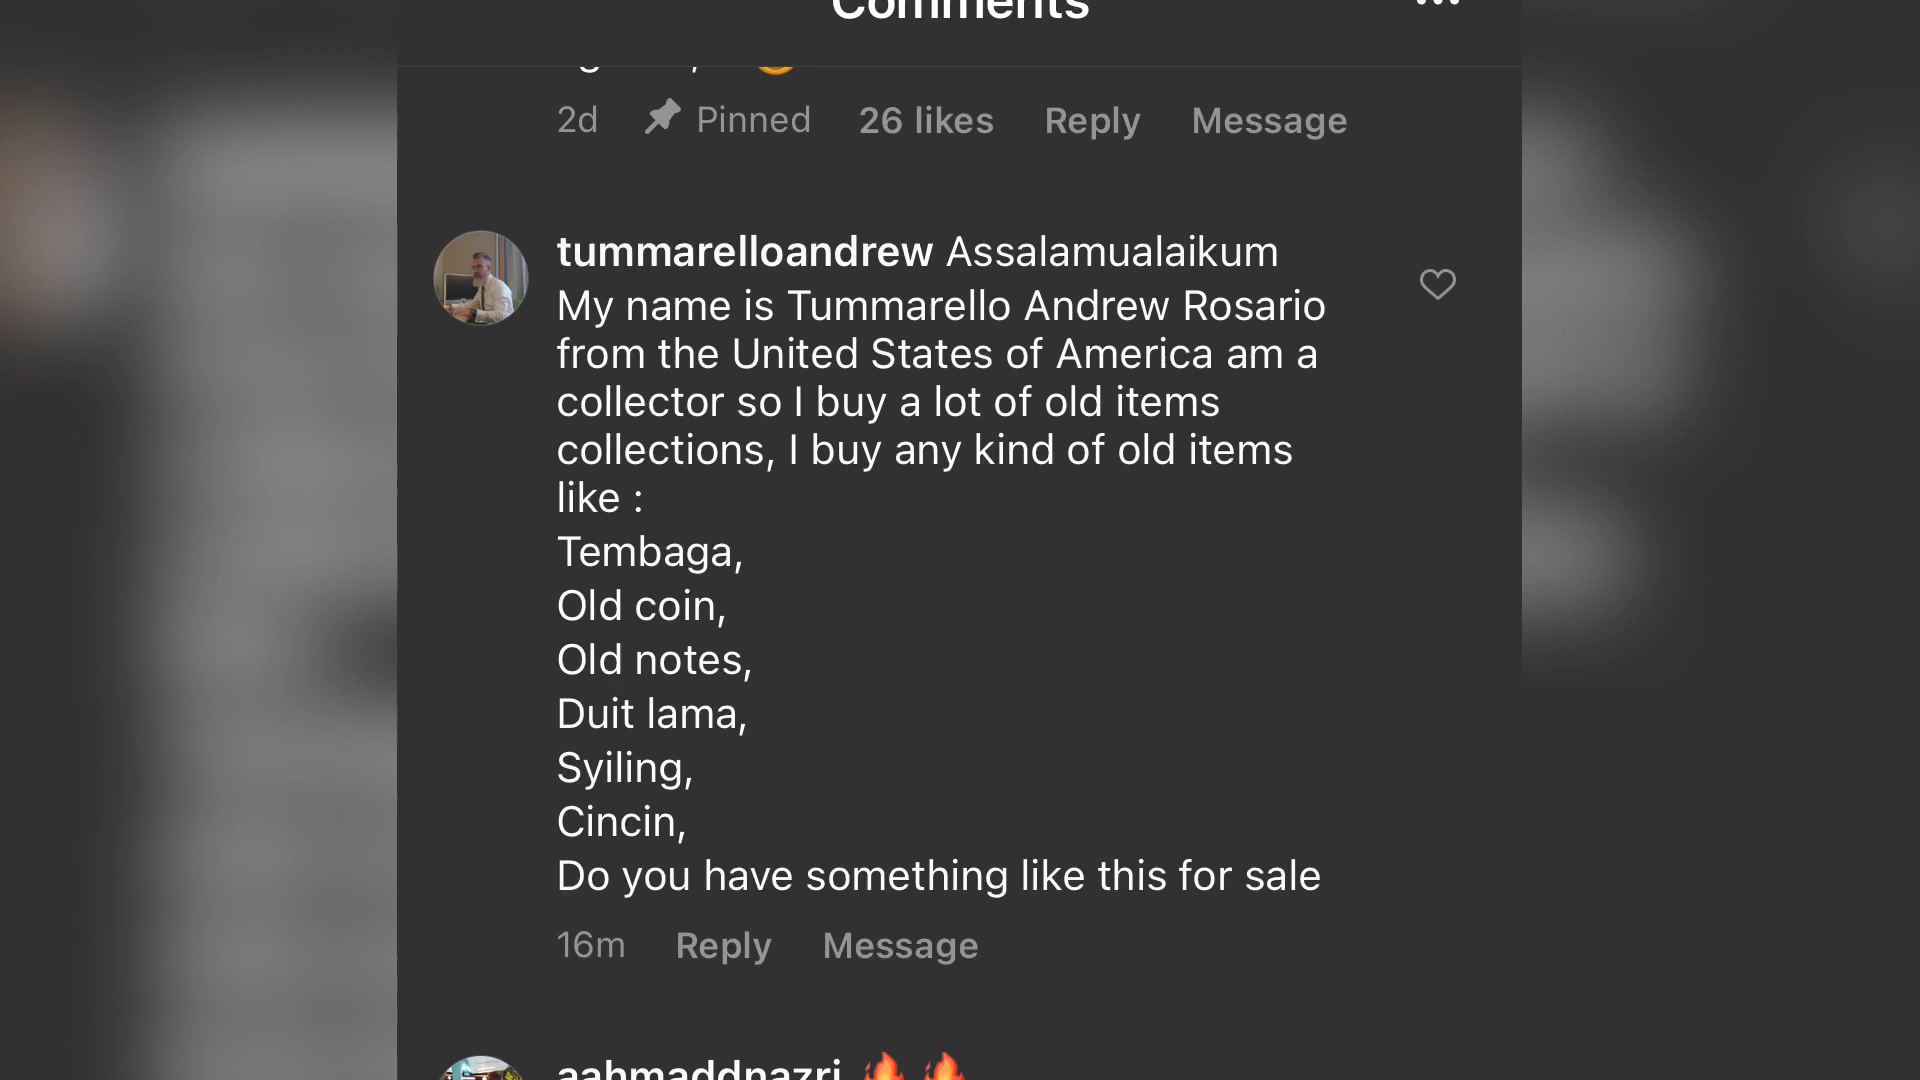 Comments
2d Pinned 26 likes Reply Message
tummarelloandrew Assalamualaikum
My name is Tummarello Andrew Rosario
from the United States of America am a
collector so I buy a lot of old items
collections, I buy any kind of old items
like :
Tembaga,
Old coin,
Old notes,
Duit lama,
Syiling,
Cincin,
Do you have something like this for sale
16m Reply Message
aahmaddnazri 🔥🔥